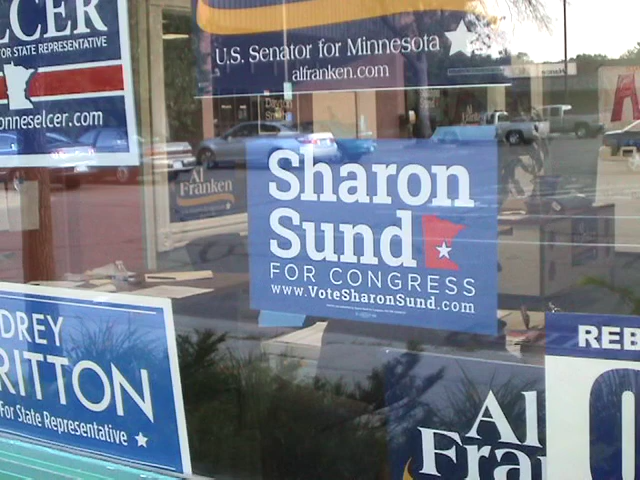 U.S. Senator for Minnesota
alfranken.com
LCER
FOR STATE REPRESENTATIVE
onneselcer.com
Al
Franken
Sharon
Sund
FOR CONGRESS
www.VoteSharonSund.com
DREY
RITTON
For State Representative
Al
Fra
REB